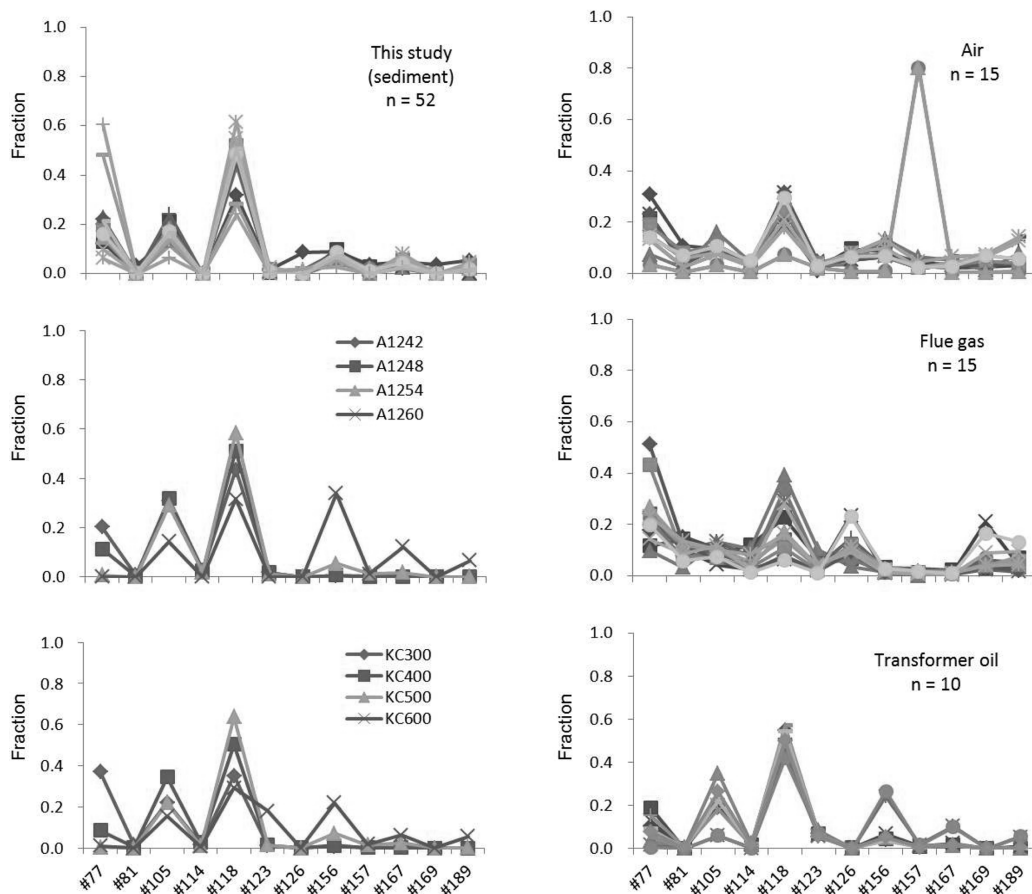 1.0
0.8
0.6
0.4
0.2
0.0
Fraction
This study
(sediment)
n = 52
1.0
0.8
0.6
0.4
0.2
0.0
Fraction
Air
n = 15
1.0
0.8
0.6
0.4
0.2
0.0
Fraction
A1242
A1248
A1254
A1260
1.0
0.8
0.6
0.4
0.2
0.0
Fraction
Flue gas
n = 15
1.0
0.8
0.6
0.4
0.2
0.0
Fraction
KC300
KC400
KC500
KC600
#77
#81
#105
#114
#118
#123
#126
#156
#157
#167
#169
#189
1.0
0.8
0.6
0.4
0.2
0.0
Fraction
Transformer oil
n = 10
#77
#81
#105
#114
#118
#123
#126
#156
#157
#167
#169
#189